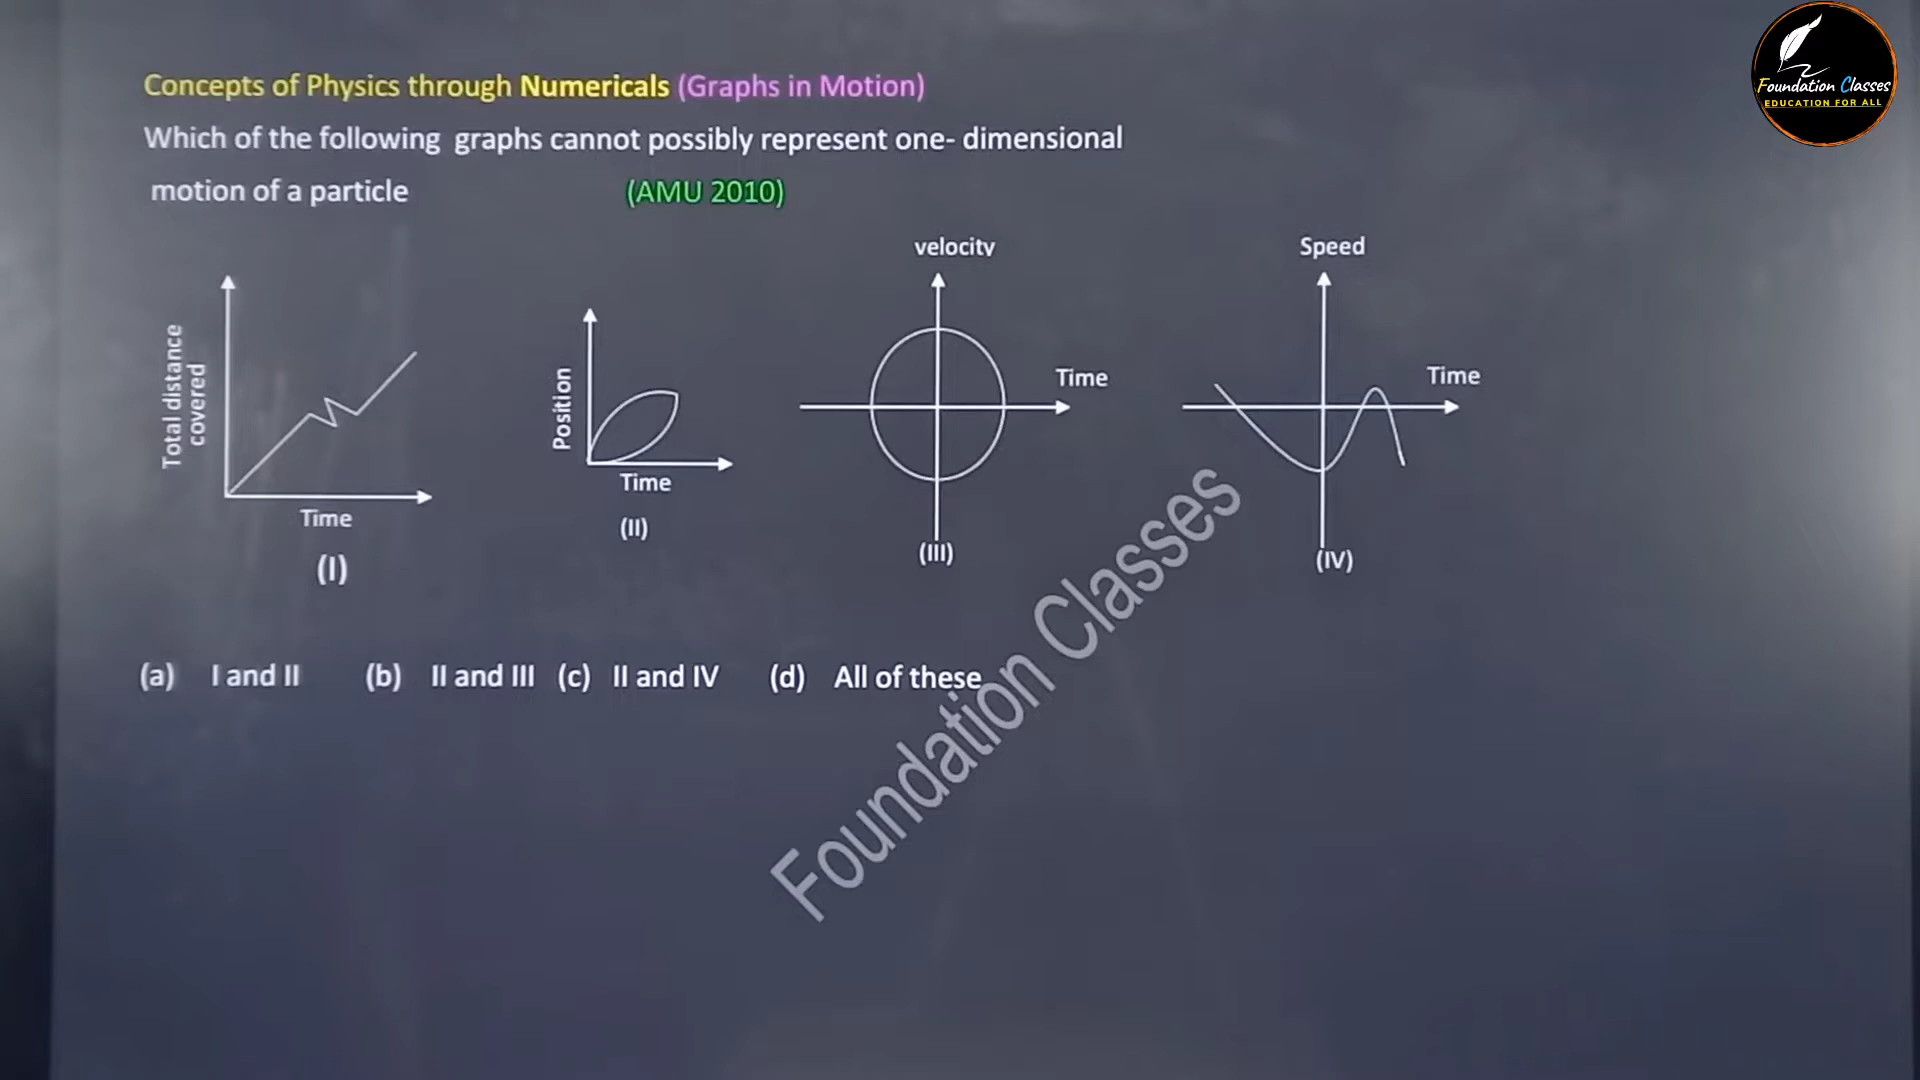 Foundation Classes
EDUCATION FOR ALL
Concepts of Physics through Numericals (Graphs in Motion)
Which of the following graphs cannot possibly represent one- dimensional
motion of a particle (AMU 2010)
Total distance
covered
Time
(I)
Position
Time
(II)
velocity
Time
(III)
Speed
Time
(IV)
(a) I and II (b) II and III (c) II and IV (d) All of these
Foundation Classes